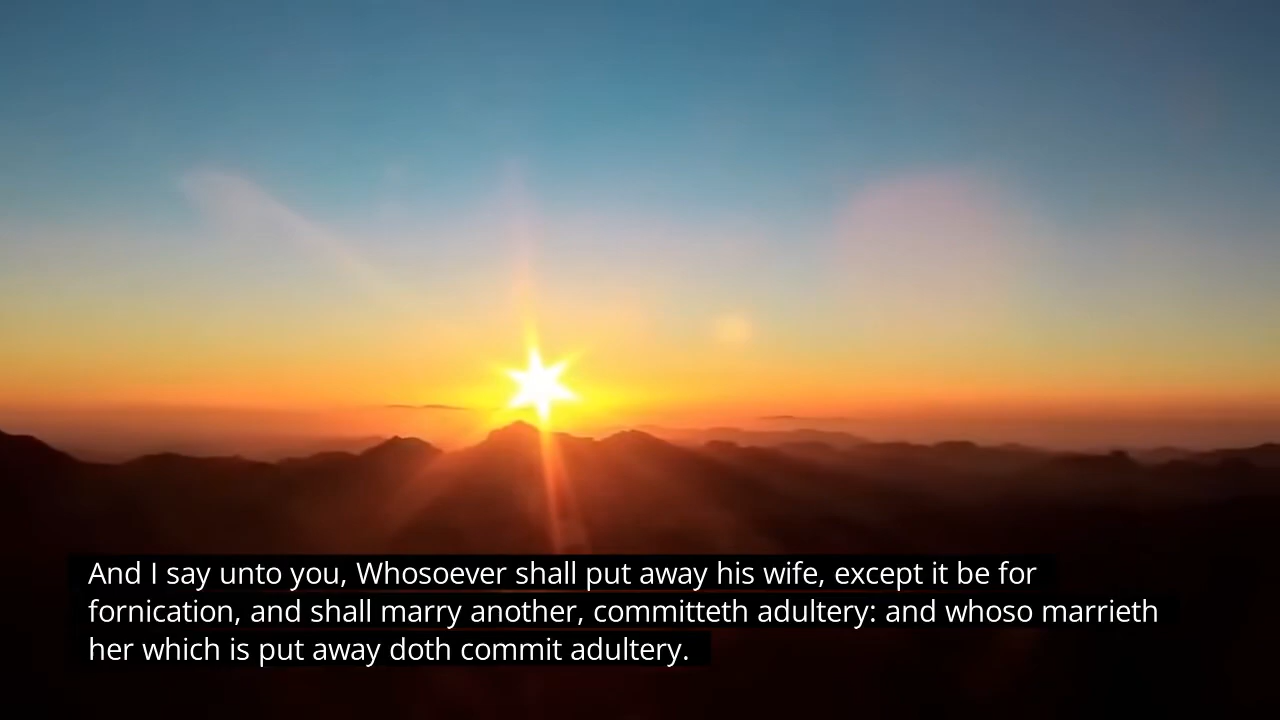 And I say unto you, Whosoever shall put away his wife, except it be for
fornication, and shall marry another, committeth adultery: and whoso marrieth
her which is put away doth commit adultery.